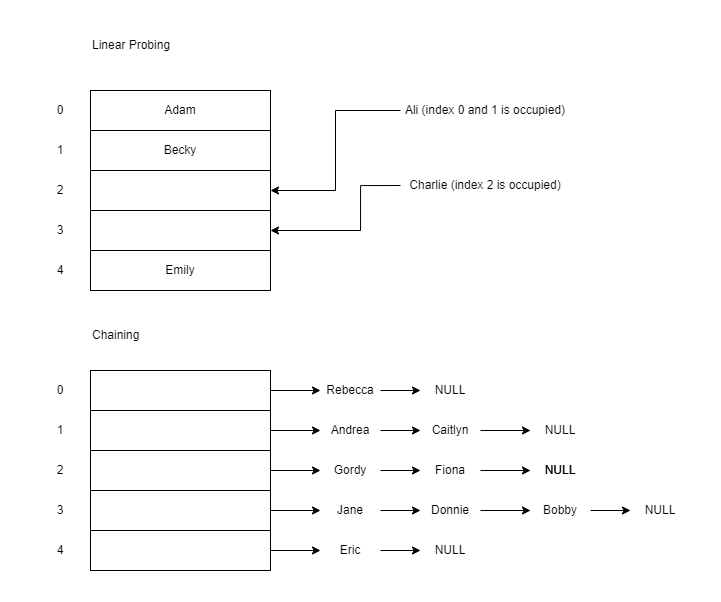 Linear Probing
0 Adam Ali (index 0 and 1 is occupied)
1 Becky
2 Charlie (index 2 is occupied)
3
4 Emily
Chaining
0 Rebecca NULL
1 Andrea Caitlyn NULL
2 Gordy Fiona NULL
3 Jane Donnie Bobby NULL
4 Eric NULL